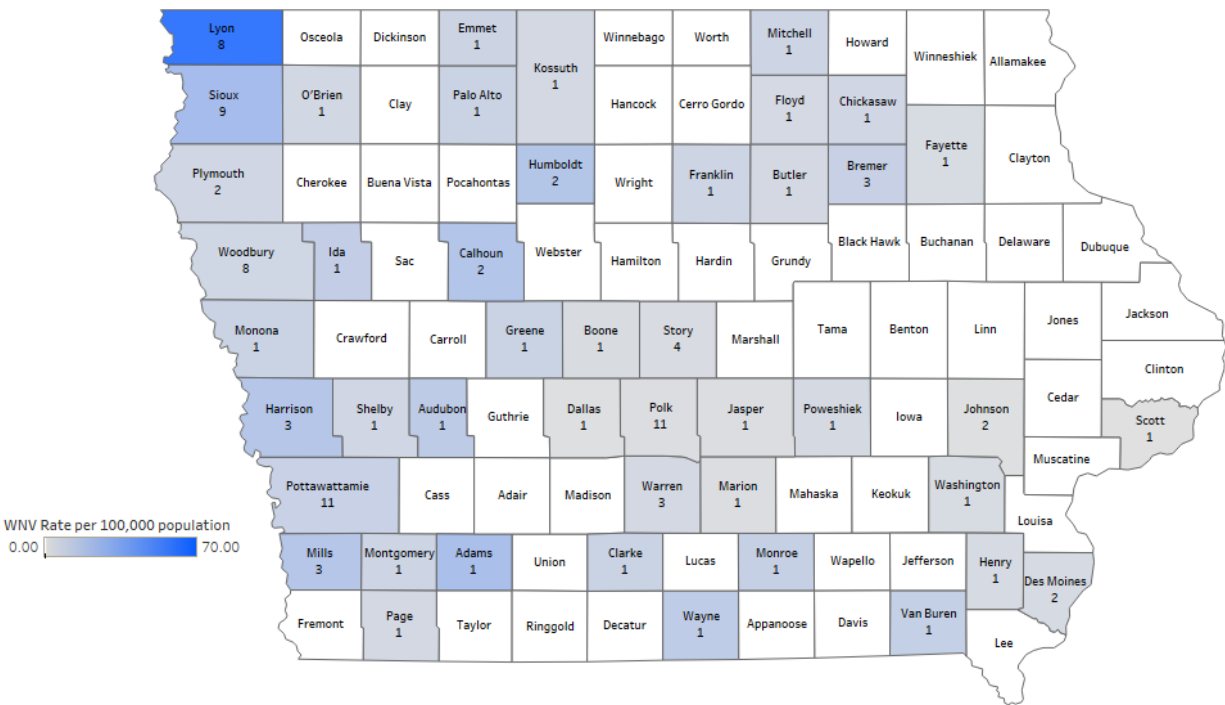 Lyon
8
Osceola
Dickinson
Emmet
1
Kossuth
1
Winnebago
Worth
Mitchell
1
Howard
Winneshiek
Allamakee
Sioux
9
O'Brien
1
Clay
Palo Alto
1
Hancock
Cerro Gordo
Floyd
1
Chickasaw
1
Fayette
1
Clayton
Plymouth
2
Cherokee
Buena Vista
Pocahontas
Humboldt
2
Wright
Franklin
1
Butler
1
Bremer
3
Woodbury
8
Ida
1
Sac
Calhoun
2
Webster
Hamilton
Hardin
Grundy
Black Hawk
Buchanan
Delaware
Dubuque
Monona
1
Crawford
Carroll
Greene
1
Boone
1
Story
4
Marshall
Tama
Benton
Linn
Jones
Jackson
Clinton
Harrison
3
Shelby
1
Audubon
1
Guthrie
Dallas
1
Polk
11
Jasper
1
Poweshiek
1
Iowa
Johnson
2
Cedar
Scott
1
Muscatine
Pottawattamie
11
Cass
Adair
Madison
Warren
3
Marion
1
Mahaska
Keokuk
Washington
1
Louisa
WNV Rate per 100,000 population
0.00
70.00
Mills
3
Montgomery
1
Adams
1
Union
Clarke
1
Lucas
Monroe
1
Wapello
Jefferson
Henry
1
Des Moines
2
Fremont
Page
1
Taylor
Ringgold
Decatur
Wayne
1
Appanoose
Davis
Van Buren
1
Lee